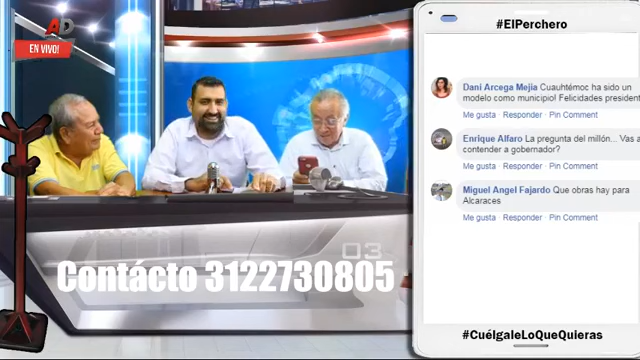 AD
EN VIVO!
03
Contácto 3122730805
#ElPerchero
Dani Arcega Mejía Cuauhtémoc ha sido un
modelo como municipio! Felicidades president
Me gusta · Responder · Pin Comment
Enrique Alfaro La pregunta del millón... Vas a
contender a gobernador?
Me gusta · Responder · Pin Comment
Miguel Angel Fajardo Que obras hay para
Alcaraces
Me gusta · Responder · Pin Comment
#CuélgaleLoQueQuieras